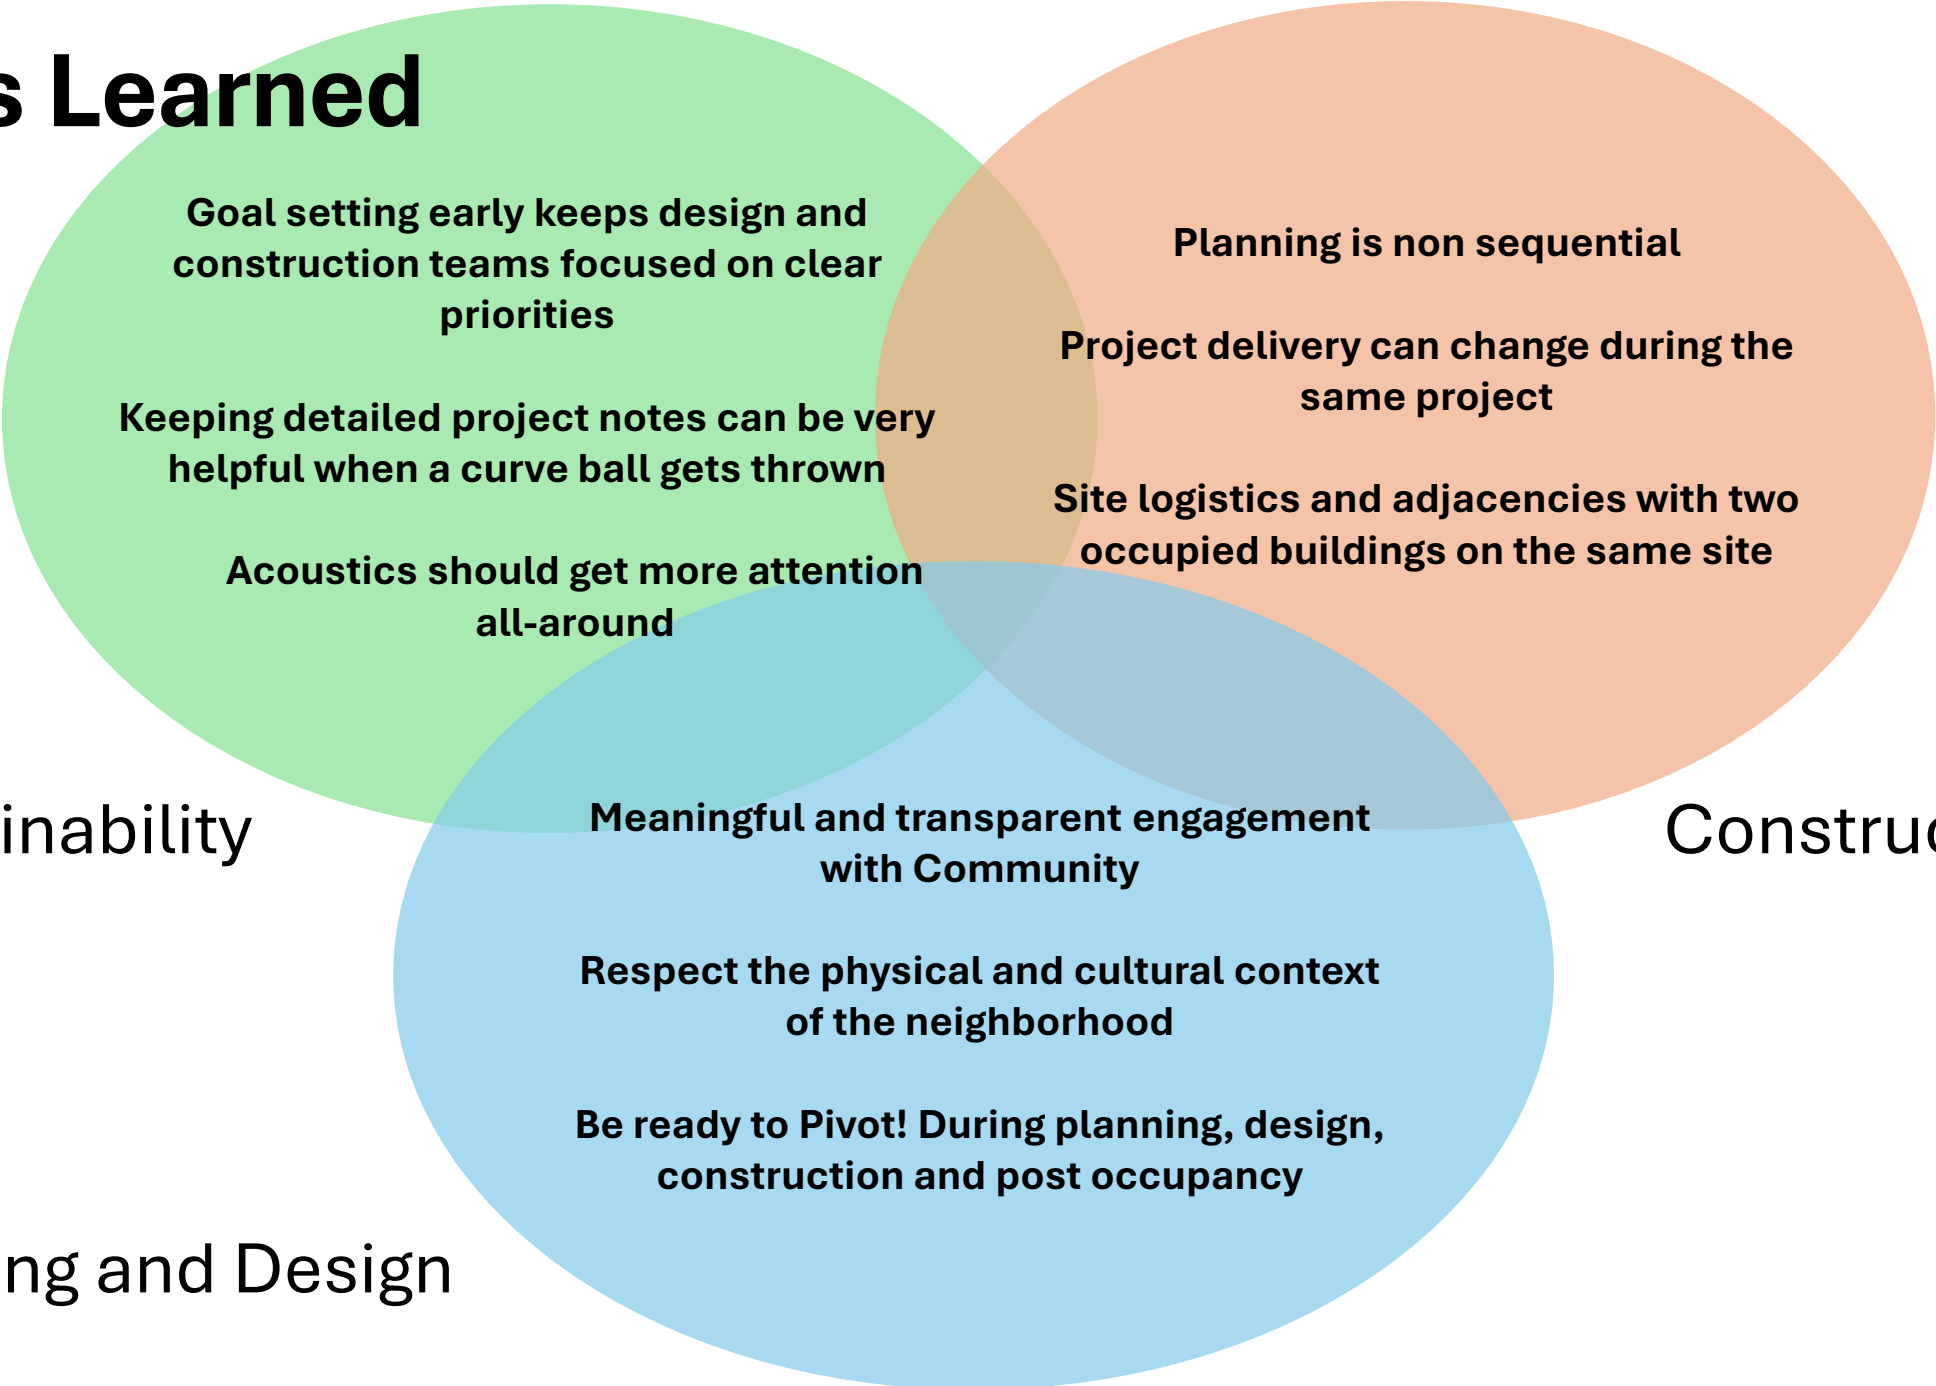 s Learned
Goal setting early keeps design and
construction teams focused on clear
priorities
Keeping detailed project notes can be very
helpful when a curve ball gets thrown
Acoustics should get more attention
all-around
Planning is non sequential
Project delivery can change during the
same project
Site logistics and adjacencies with two
occupied buildings on the same site
inability
Construc
Meaningful and transparent engagement
with Community
Respect the physical and cultural context
of the neighborhood
Be ready to Pivot! During planning, design,
construction and post occupancy
ng and Design